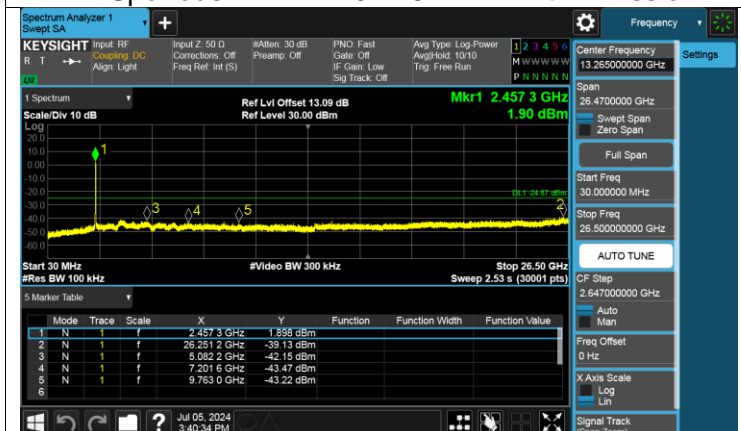 Spectrum Analyzer 1
Swept SA
Frequency
KEYSIGHT
R T
Input: RF
Coupling: DC
Align: Light
Input Z: 50 Ω
Corrections: Off
Freq Ref: Int (S)
#Atten: 30 dB
Preamp: Off
PNO: Fast
Gate: Off
IF Gain: Low
Sig Track: Off
Avg Type: Log-Power
Avg|Hold: 10/10
Trig: Free Run
1 2 3 4 5 6
M W W W W W
P N N N N N
Center Frequency
13.265000000 GHz
Settings
Span
26.4700000 GHz
Swept Span
Zero Span
Full Span
Start Freq
30.000000 MHz
Stop Freq
26.500000000 GHz
AUTO TUNE
CF Step
2.647000000 GHz
Auto
Man
Freq Offset
0 Hz
X Axis Scale
Log
Lin
Signal Track
1 Spectrum
Scale/Div 10 dB
Ref Lvl Offset 13.09 dB
Ref Level 30.00 dBm
Mkr1 2.457 3 GHz
1.90 dBm
Log
20.0
10.0
0.00
-10.0
-20.0
-30.0
-40.0
-50.0
-60.0
1
3
4
5
2
DL1 -24.87 dBm
Start 30 MHz
#Res BW 100 kHz
#Video BW 300 kHz
Stop 26.50 GHz
Sweep 2.53 s (30001 pts)
5 Marker Table
Mode Trace Scale X Y Function Function Width Function Value
1 N 1 f 2.457 3 GHz 1.898 dBm
2 N 1 f 26.251 2 GHz -39.13 dBm
3 N 1 f 5.082 2 GHz -42.15 dBm
4 N 1 f 7.201 6 GHz -43.47 dBm
5 N 1 f 9.763 0 GHz -43.22 dBm
6
?
Jul 05, 2024
3:40:34 PM